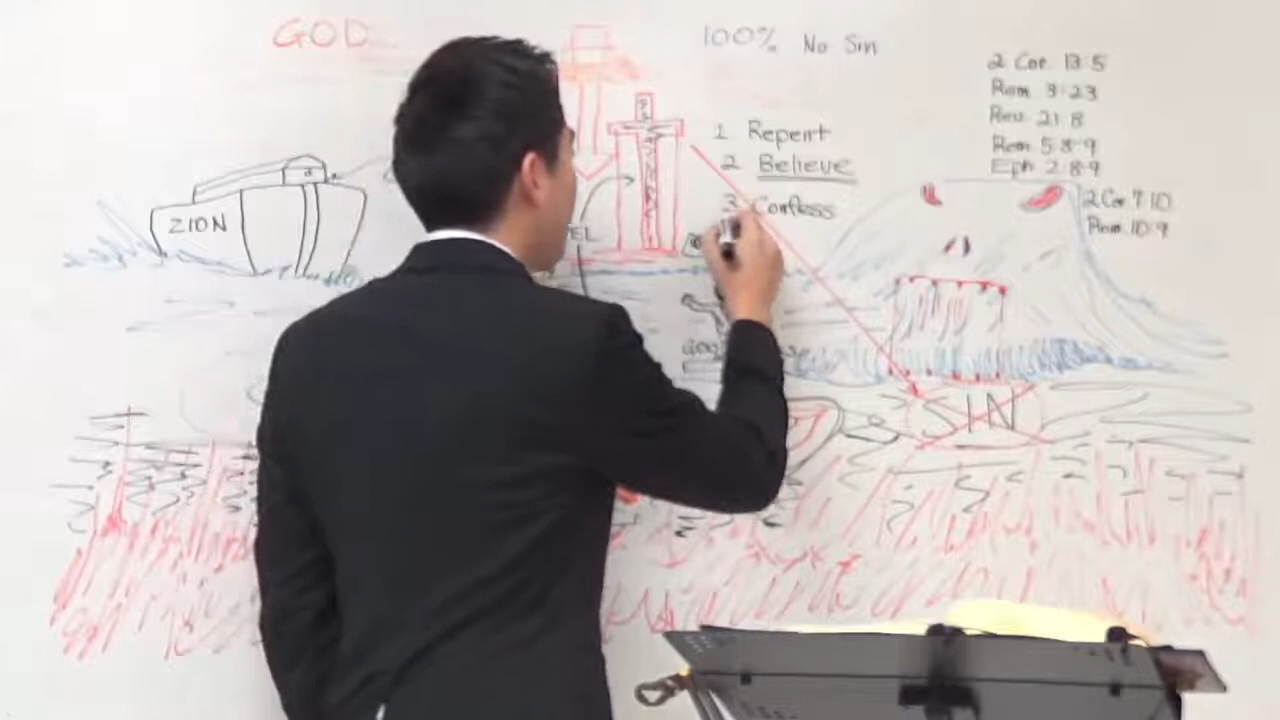 GOD
100% No Sin
2 Cor. 13:5
Rom 3:23
Rev. 21:8
Rom 5:8-9
Eph 2:8-9
2 Cor 7:10
Rom 10:9
1 Repent
2 Believe
3 Confess
ZION
EL
SIN